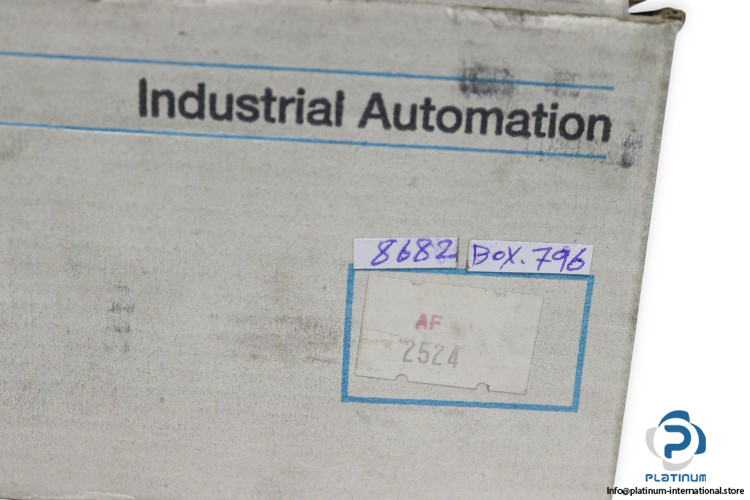 Industrial Automation
8682 BOX.796
AF
2524
PLATINUM
Info@platinum-international.store